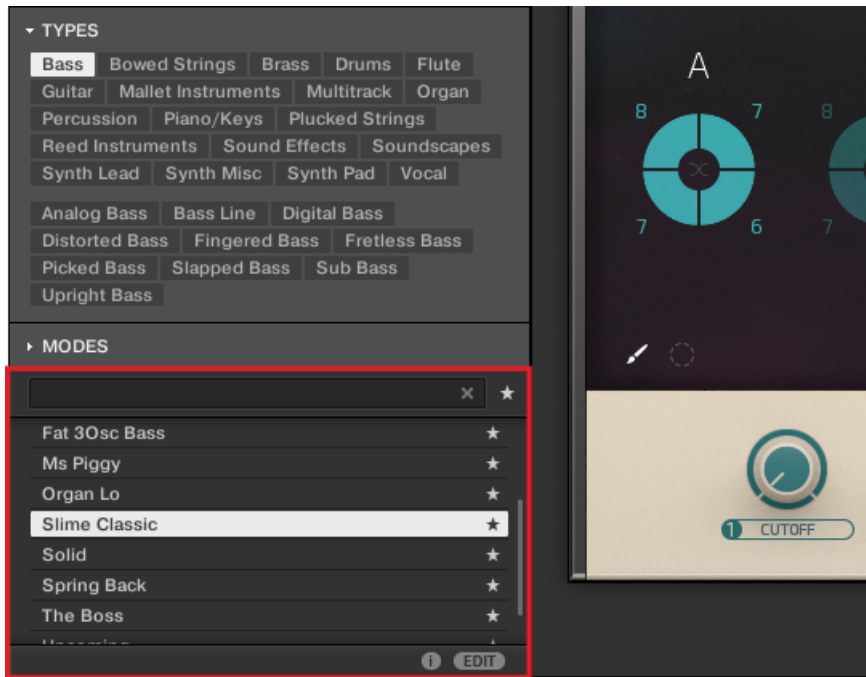 TYPES
Bass Bowed Strings Brass Drums Flute
Guitar Mallet Instruments Multitrack Organ
Percussion Piano/Keys Plucked Strings
Reed Instruments Sound Effects Soundscapes
Synth Lead Synth Misc Synth Pad Vocal
Analog Bass Bass Line Digital Bass
Distorted Bass Fingered Bass Fretless Bass
Picked Bass Slapped Bass Sub Bass
Upright Bass
MODES
Fat 3Osc Bass
Ms Piggy
Organ Lo
Slime Classic
Solid
Spring Back
The Boss
i EDIT
A
8 7 8
7 6 7
1 CUTOFF